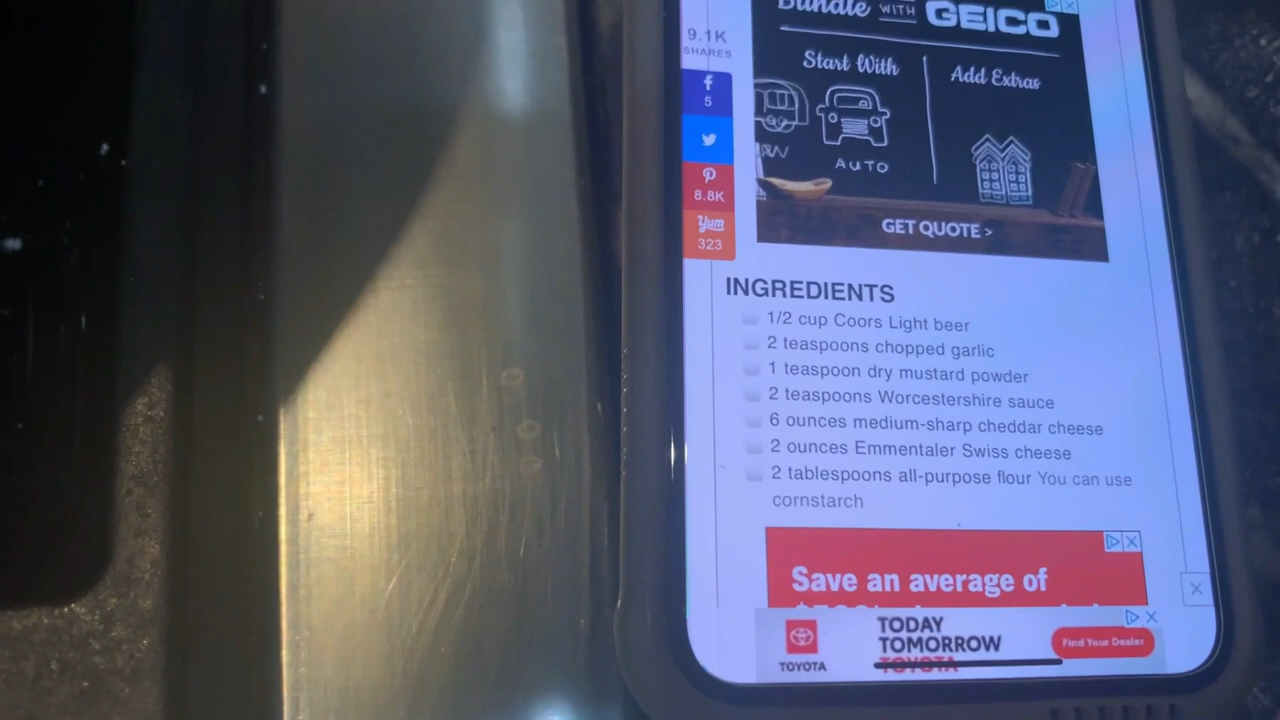 Bundle WITH GEICO
9.1K
SHARES
Start With
Add Extras
5
RV
AUTO
8.8K
Yum
323
GET QUOTE >
INGREDIENTS
1/2 cup Coors Light beer
2 teaspoons chopped garlic
1 teaspoon dry mustard powder
2 teaspoons Worcestershire sauce
6 ounces medium-sharp cheddar cheese
2 ounces Emmentaler Swiss cheese
2 tablespoons all-purpose flour You can use
cornstarch
Save an average of
TODAY
TOMORROW
TOYOTA
TOYOTA
Find Your Dealer